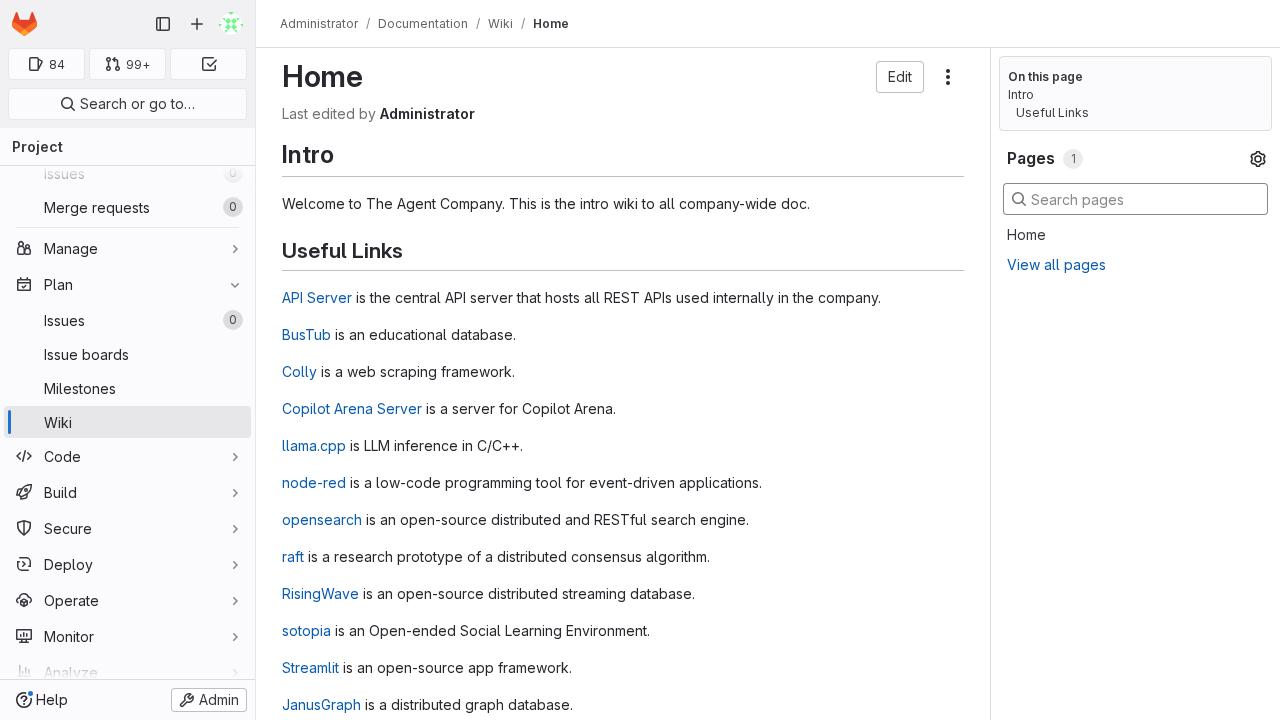 Administrator / Documentation / Wiki / Home
84
99+
Search or go to…
Project
Issues 0
Merge requests 0
Manage
Plan
Issues 0
Issue boards
Milestones
Wiki
Code
Build
Secure
Deploy
Operate
Monitor
Analyze
Help
Admin
Home
Edit
Last edited by Administrator
Intro
Welcome to The Agent Company. This is the intro wiki to all company-wide doc.
Useful Links
API Server is the central API server that hosts all REST APIs used internally in the company.
BusTub is an educational database.
Colly is a web scraping framework.
Copilot Arena Server is a server for Copilot Arena.
llama.cpp is LLM inference in C/C++.
node-red is a low-code programming tool for event-driven applications.
opensearch is an open-source distributed and RESTful search engine.
raft is a research prototype of a distributed consensus algorithm.
RisingWave is an open-source distributed streaming database.
sotopia is an Open-ended Social Learning Environment.
Streamlit is an open-source app framework.
JanusGraph is a distributed graph database.
On this page
Intro
Useful Links
Pages 1
Search pages
Home
View all pages